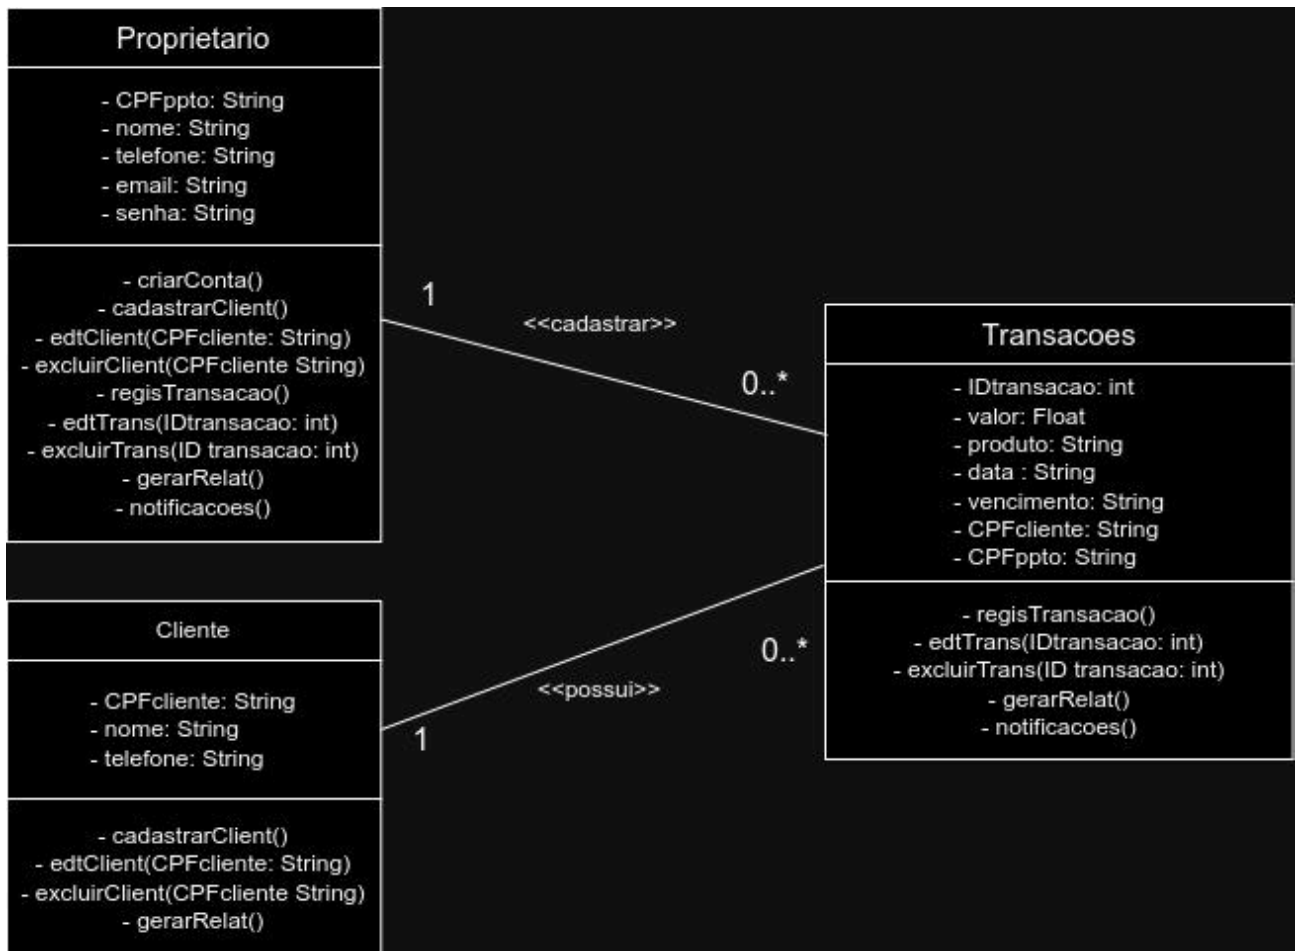 Proprietario
- CPFppto: String
- nome: String
- telefone: String
- email: String
- senha: String
- criarConta()
- cadastrarClient()
- edtClient(CPFcliente: String)
- excluirClient(CPFcliente String)
- regisTransacao()
- edtTrans(IDtransacao: int)
- excluirTrans(ID transacao: int)
- gerarRelat()
- notificacoes()
1
<<cadastrar>>
0..*
Transacoes
- IDtransacao: int
- valor: Float
- produto: String
- data : String
- vencimento: String
- CPFcliente: String
- CPFppto: String
- regisTransacao()
- edtTrans(IDtransacao: int)
- excluirTrans(ID transacao: int)
- gerarRelat()
- notificacoes()
0..*
<<possui>>
1
Cliente
- CPFcliente: String
- nome: String
- telefone: String
- cadastrarClient()
- edtClient(CPFcliente: String)
- excluirClient(CPFcliente String)
- gerarRelat()